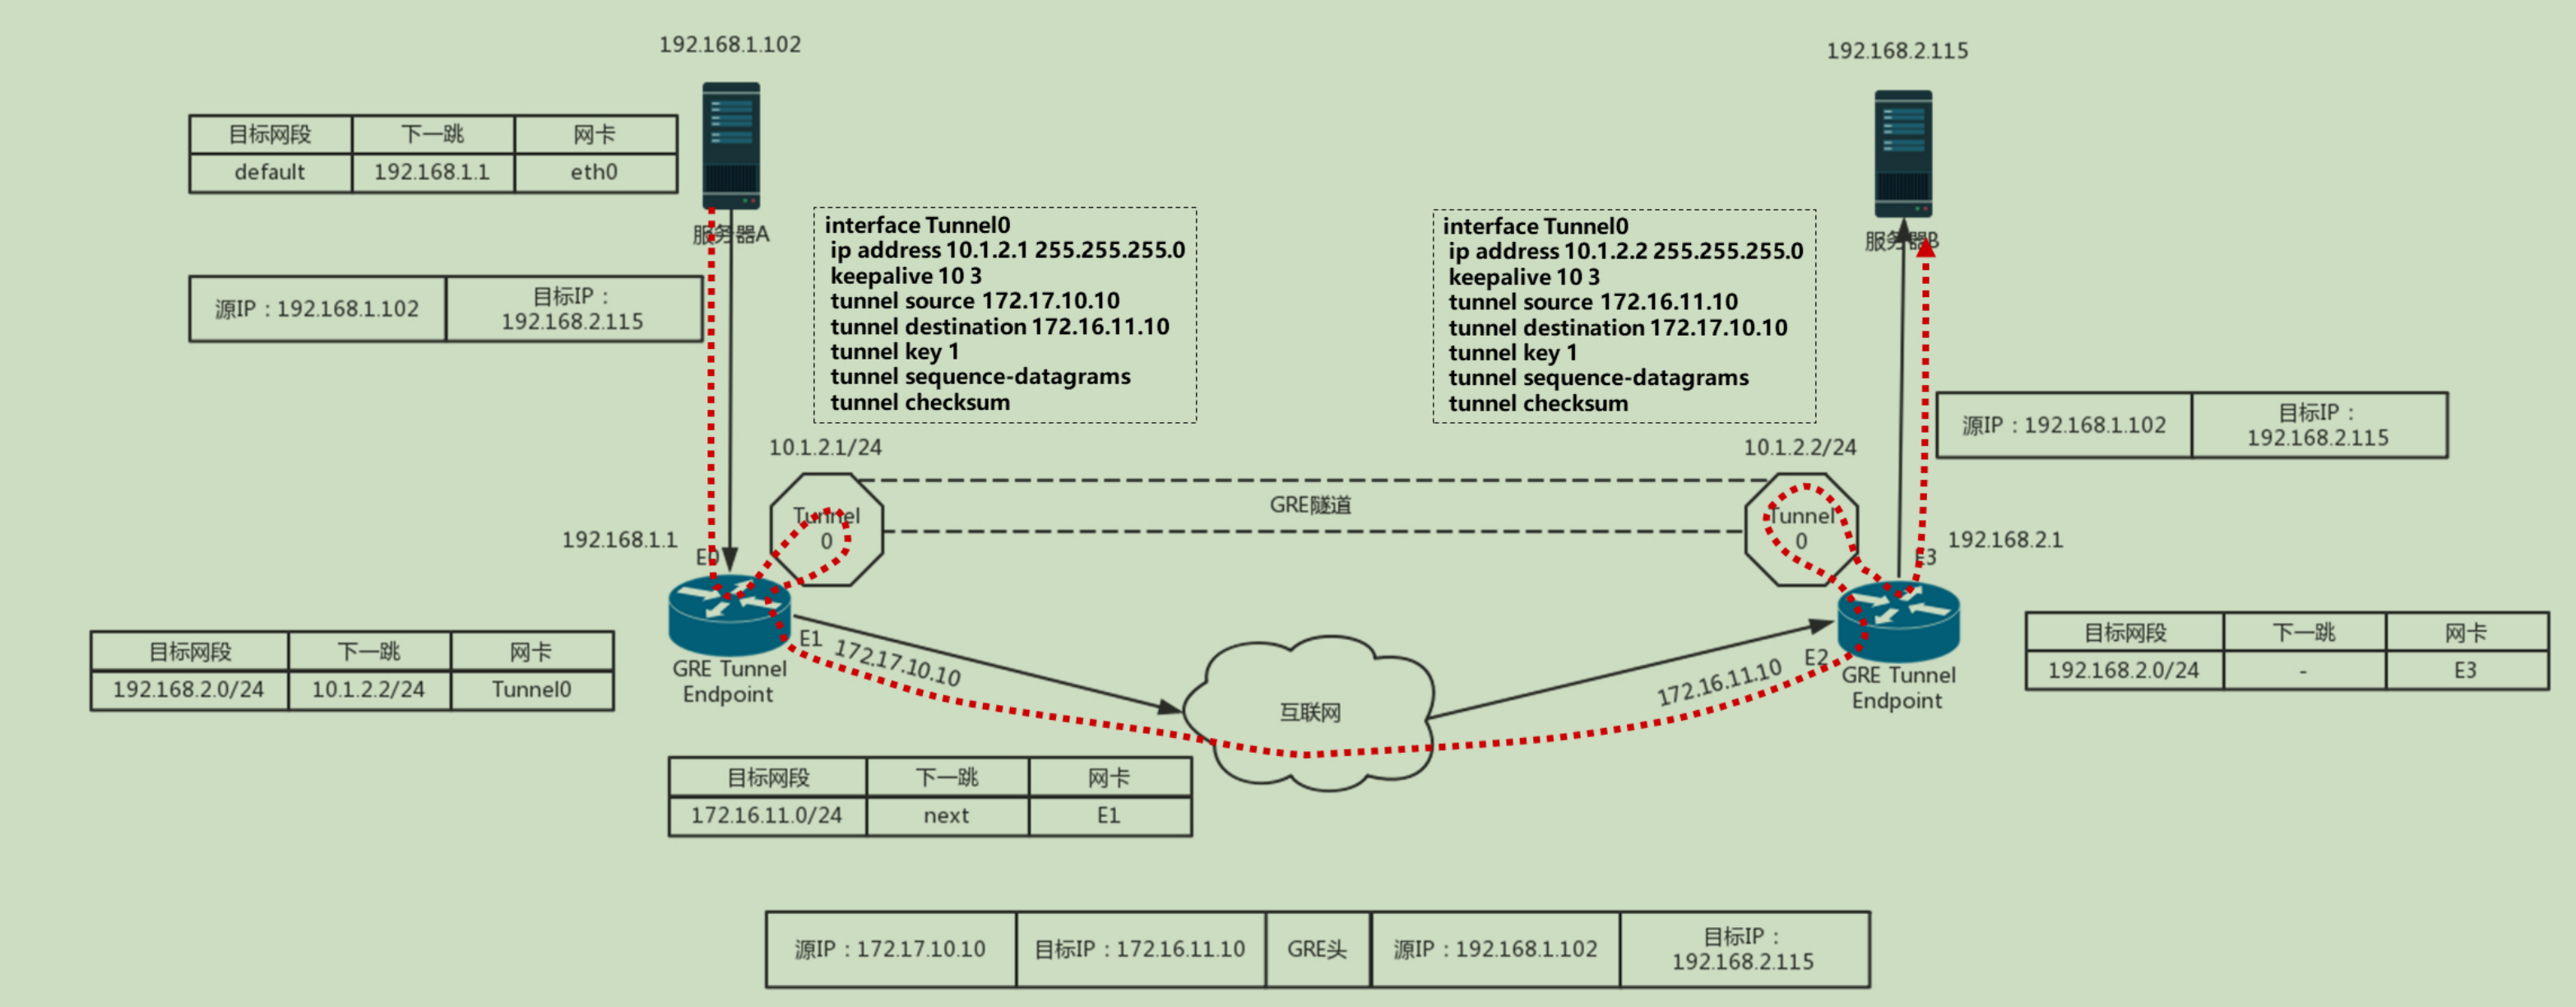 192.168.1.102
192.168.2.115
目标网段 下一跳 网卡
default 192.168.1.1 eth0
服务器A
服务器B
interface Tunnel0
ip address 10.1.2.1 255.255.255.0
keepalive 10 3
tunnel source 172.17.10.10
tunnel destination 172.16.11.10
tunnel key 1
tunnel sequence-datagrams
tunnel checksum
interface Tunnel0
ip address 10.1.2.2 255.255.255.0
keepalive 10 3
tunnel source 172.16.11.10
tunnel destination 172.17.10.10
tunnel key 1
tunnel sequence-datagrams
tunnel checksum
源IP：192.168.1.102
目标IP：
192.168.2.115
源IP：192.168.1.102
目标IP：
192.168.2.115
10.1.2.1/24
10.1.2.2/24
GRE隧道
Tunnel
0
Tunnel
0
192.168.1.1
E0
E3
192.168.2.1
E1
172.17.10.10
E2
172.16.11.10
GRE Tunnel
Endpoint
GRE Tunnel
Endpoint
互联网
目标网段 下一跳 网卡
192.168.2.0/24 10.1.2.2/24 Tunnel0
目标网段 下一跳 网卡
192.168.2.0/24 - E3
目标网段 下一跳 网卡
172.16.11.0/24 next E1
源IP：172.17.10.10
目标IP：172.16.11.10
GRE头
源IP：192.168.1.102
目标IP：
192.168.2.115